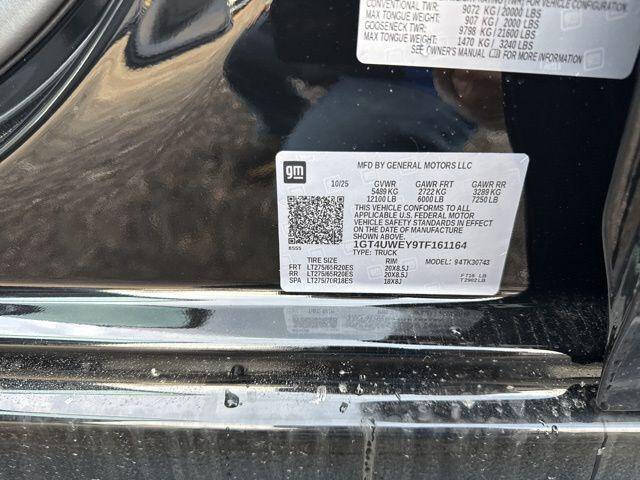 CONVENTIONAL TWR: 9072 KG / 20000 LBS
MAX TONGUE WEIGHT: 907 KG / 2000 LBS
GOOSENECK TWR: 9798 KG / 21600 LBS
MAX TONGUE WEIGHT: 1470 KG / 3240 LBS
SEE OWNER'S MANUAL FOR MORE INFORMATION
gm
MFD BY GENERAL MOTORS LLC
10/25 GVWR GAWR FRT GAWR RR
5489 KG 2722 KG 3289 KG
12100 LB 6000 LB 7250 LB
THIS VEHICLE CONFORMS TO ALL
APPLICABLE U.S. FEDERAL MOTOR
VEHICLE SAFETY STANDARDS IN EFFECT
ON THE DATE OF MANUFACTURE
SHOWN ABOVE.
1GT4UWEY9TF161164
8555
TYPE: TRUCK
TIRE SIZE RIM MODEL: 94TK30743
FRT LT275/65R20ES 20X8.5J
RR LT275/65R20ES 20X8.5J
SPA LT275/70R18ES 18X8J
F716 LB
T2902LB